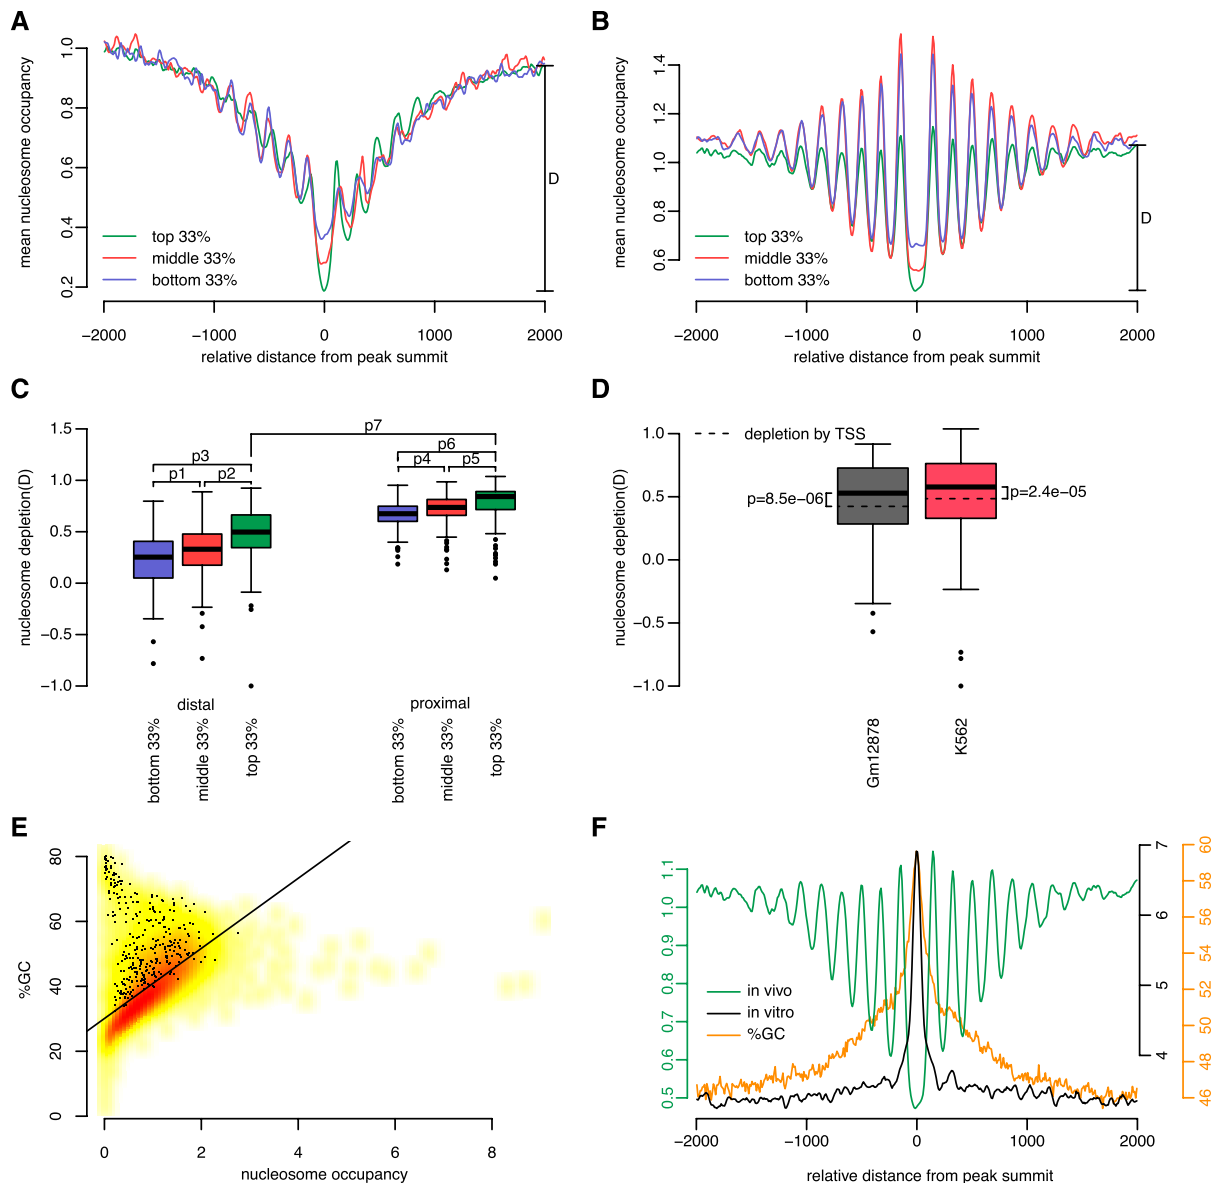 A
mean nucleosome occupancy
1.0
0.8
0.6
0.4
0.2
D
top 33%
middle 33%
bottom 33%
−2000
−1000
0
1000
2000
relative distance from peak summit
B
mean nucleosome occupancy
1.4
1.2
1.0
0.8
0.6
D
top 33%
middle 33%
bottom 33%
−2000
−1000
0
1000
2000
relative distance from peak summit
C
nucleosome depletion(D)
1.5
1.0
0.5
0.0
−0.5
−1.0
p7
p3
p6
p1
p2
p4
p5
distal
proximal
bottom 33%
middle 33%
top 33%
bottom 33%
middle 33%
top 33%
D
nucleosome depletion(D)
1.0
0.5
0.0
−0.5
−1.0
depletion by TSS
p=8.5e−06
p=2.4e−05
Gm12878
K562
E
%GC
80
60
40
20
0
0
2
4
6
8
nucleosome occupancy
F
1.1
1.0
0.9
0.8
0.7
0.6
0.5
in vivo
in vitro
%GC
7
6
5
4
60
58
56
54
52
50
48
46
−2000
−1000
0
1000
2000
relative distance from peak summit